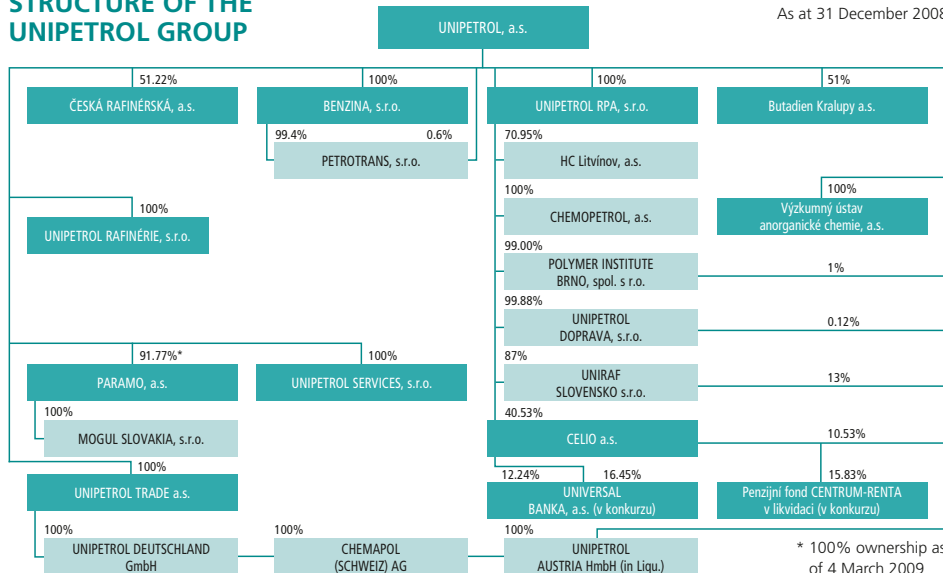 STRUCTURE OF THE
UNIPETROL GROUP
As at 31 December 2008
UNIPETROL, a.s.
51.22%
100%
100%
51%
ČESKÁ RAFINÉRSKÁ, a.s.
BENZINA, s.r.o.
UNIPETROL RPA, s.r.o.
Butadien Kralupy a.s.
99.4%
0.6%
70.95%
PETROTRANS, s.r.o.
HC Litvínov, a.s.
100%
100%
100%
UNIPETROL RAFINÉRIE, s.r.o.
CHEMOPETROL, a.s.
Výzkumný ústav
anorganické chemie, a.s.
99.00%
POLYMER INSTITUTE
BRNO, spol. s r.o.
1%
99.88%
UNIPETROL
DOPRAVA, s.r.o.
0.12%
91.77%*
100%
87%
PARAMO, a.s.
UNIPETROL SERVICES, s.r.o.
UNIRAF
SLOVENSKO s.r.o.
13%
100%
40.53%
MOGUL SLOVAKIA, s.r.o.
CELIO a.s.
10.53%
100%
12.24%
16.45%
15.83%
UNIPETROL TRADE a.s.
UNIVERSAL
BANKA, a.s. (v konkurzu)
Penzijní fond CENTRUM-RENTA
v likvidaci (v konkurzu)
100%
100%
100%
UNIPETROL DEUTSCHLAND
GmbH
CHEMAPOL
(SCHWEIZ) AG
UNIPETROL
AUSTRIA HmbH (in Liqu.)
* 100% ownership as
of 4 March 2009